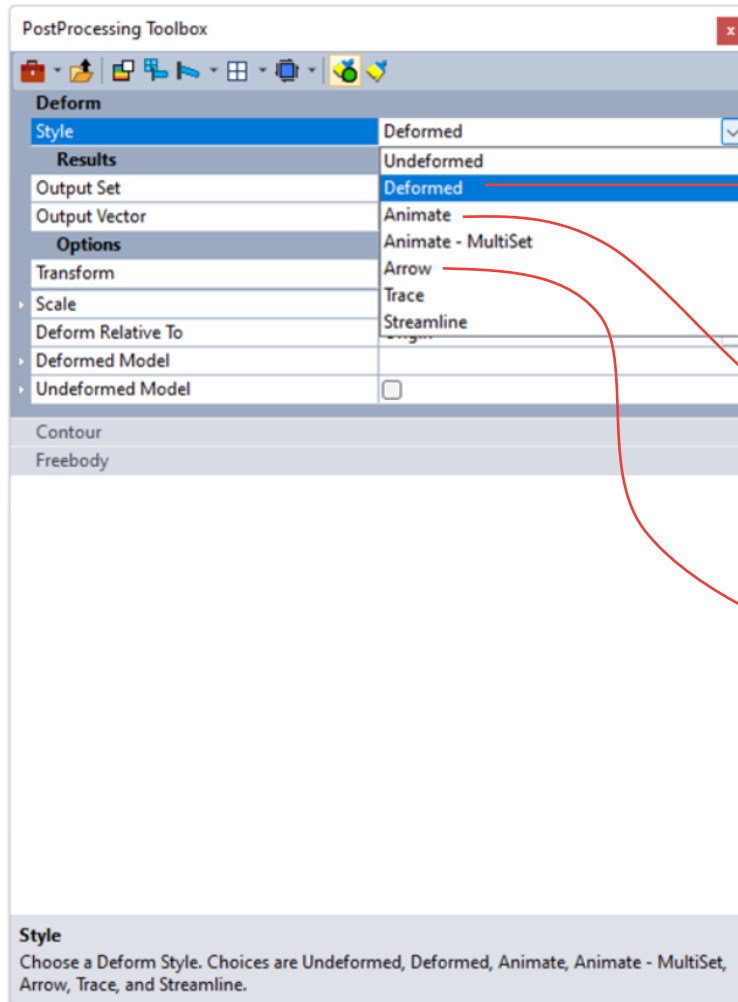 PostProcessing Toolbox
x
Deform
Style Deformed
Results Undeformed
Output Set Deformed
Output Vector Animate
Options Animate - MultiSet
Transform Arrow
Scale Trace
Deform Relative To Streamline
Deformed Model
Undeformed Model
Contour
Freebody
Style
Choose a Deform Style. Choices are Undeformed, Deformed, Animate, Animate - MultiSet,
Arrow, Trace, and Streamline.